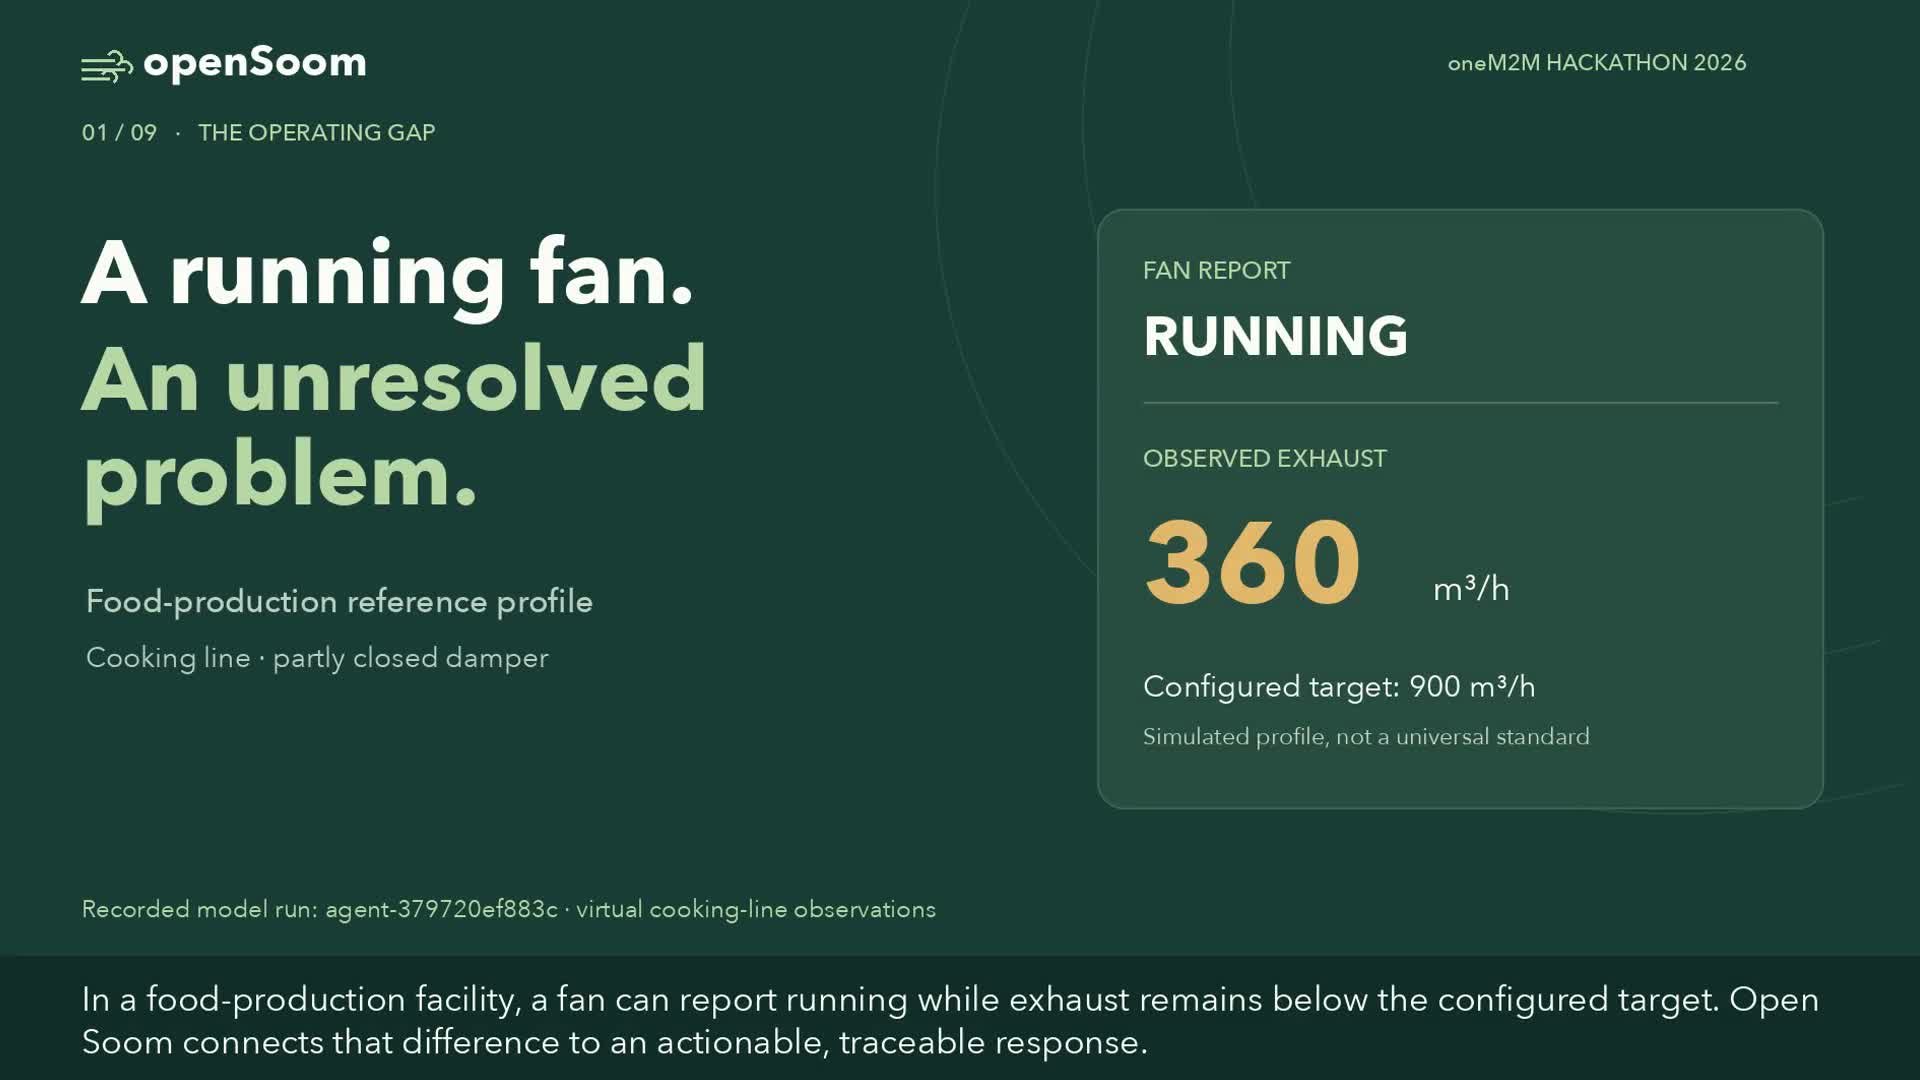 openSoom
oneM2M HACKATHON 2026
01 / 09 · THE OPERATING GAP
A running fan.
An unresolved
problem.
Food-production reference profile
Cooking line · partly closed damper
FAN REPORT
RUNNING
OBSERVED EXHAUST
360 m³/h
Configured target: 900 m³/h
Simulated profile, not a universal standard
Recorded model run: agent-379720ef883c · virtual cooking-line observations
In a food-production facility, a fan can report running while exhaust remains below the configured target. Open
Soom connects that difference to an actionable, traceable response.